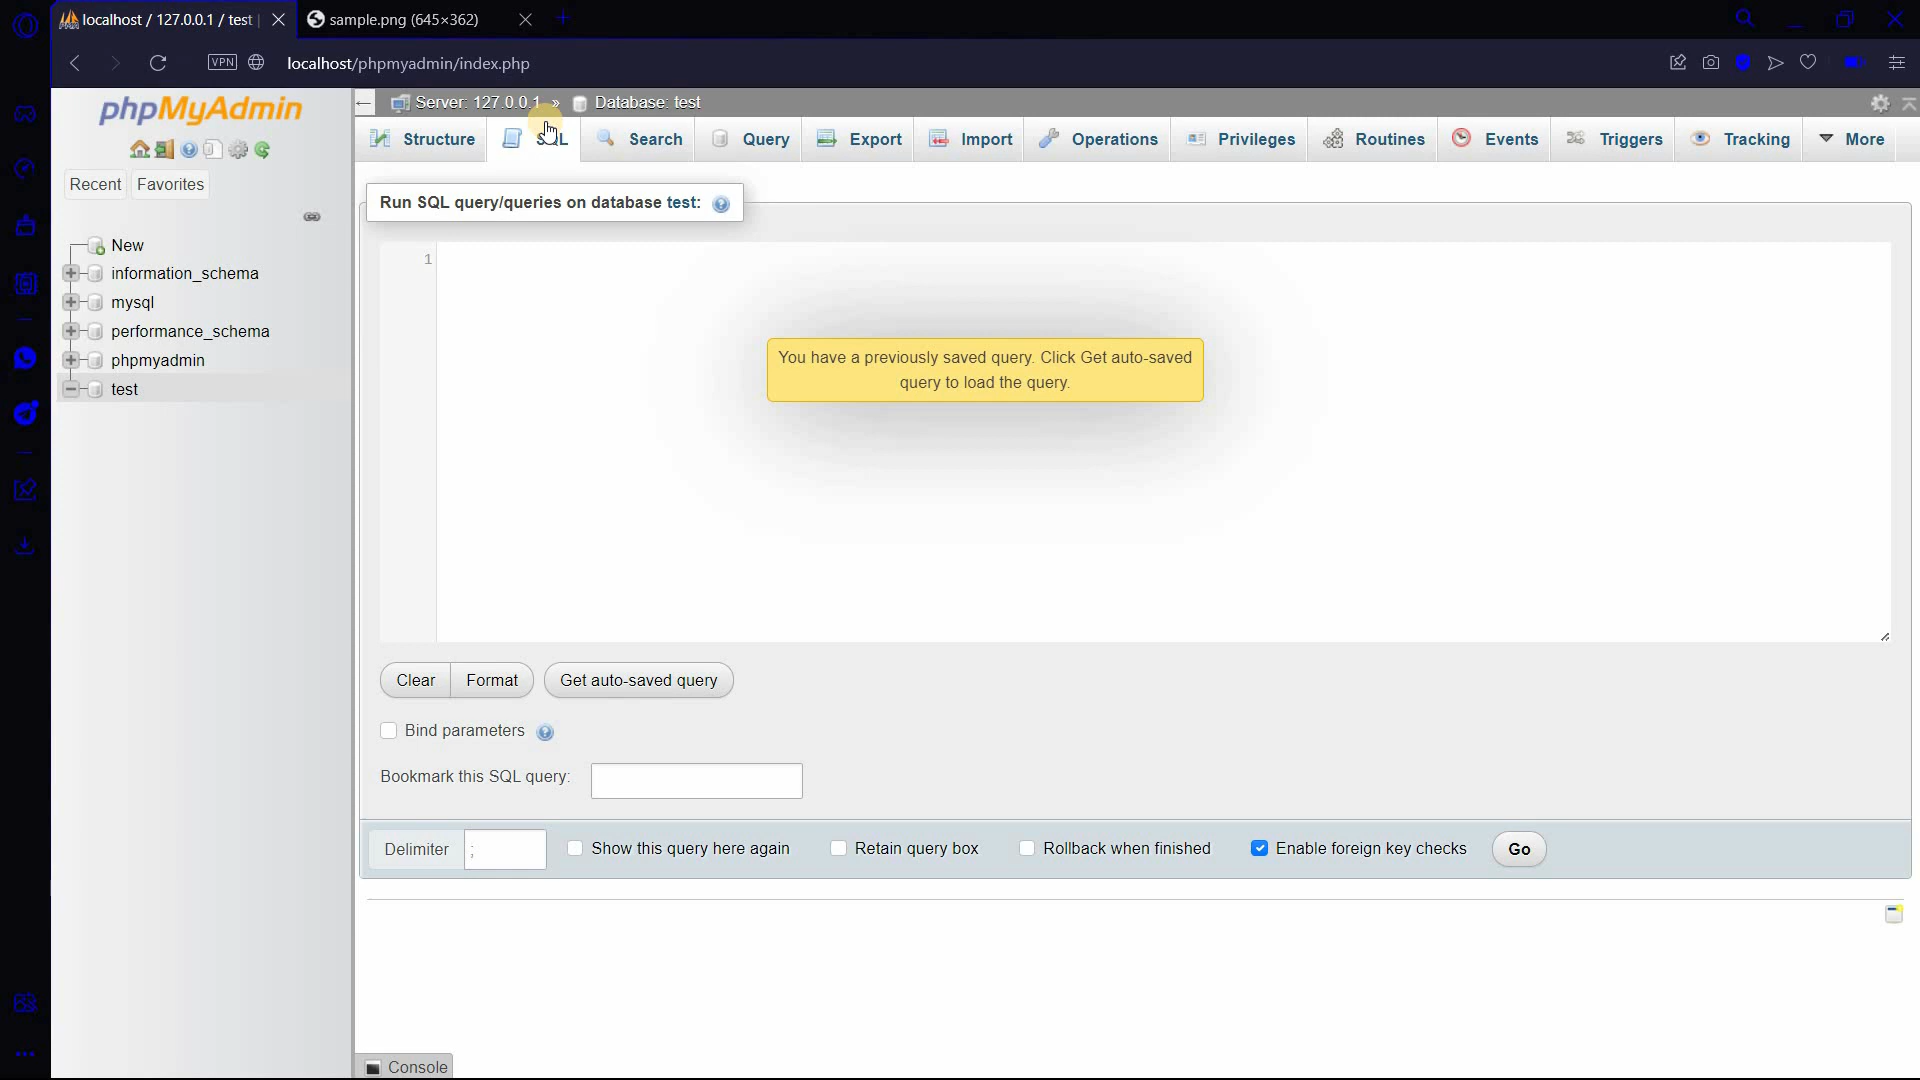 localhost / 127.0.0.1 / test
sample.png (645×362)
VPN
localhost/phpmyadmin/index.php
phpMyAdmin
Server: 127.0.0.1 » Database: test
Structure SQL Search Query Export Import Operations Privileges Routines Events Triggers Tracking More
Recent Favorites
New
information_schema
mysql
performance_schema
phpmyadmin
test
Run SQL query/queries on database test:
1
You have a previously saved query. Click Get auto-saved
query to load the query.
Clear Format Get auto-saved query
Bind parameters
Bookmark this SQL query:
Delimiter ; Show this query here again Retain query box Rollback when finished Enable foreign key checks Go
Console